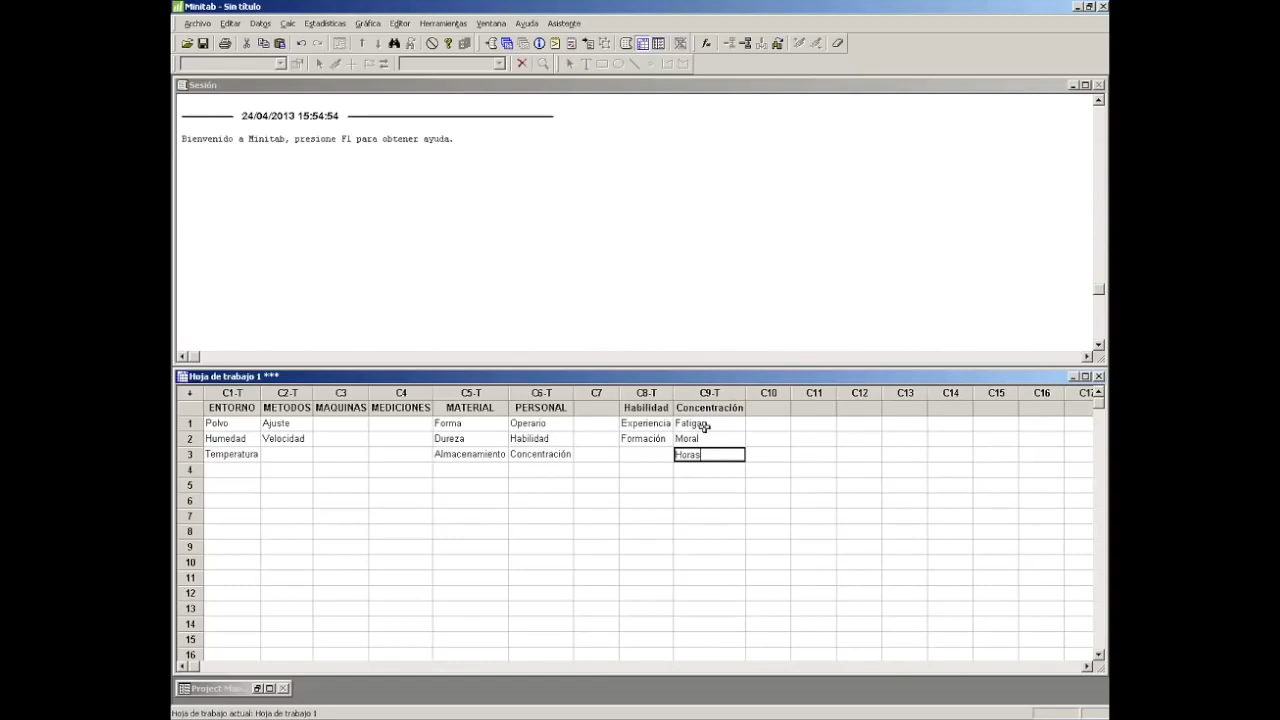 Minitab - Sin título
Archivo Editar Datos Calc Estadísticas Gráfica Editor Herramientas Ventana Ayuda Asistente
Sesión
24/04/2013 15:54:54
Bienvenido a Minitab, presione F1 para obtener ayuda.
Hoja de trabajo 1 ***
C1-T C2-T C3 C4 C5-T C6-T C7 C8-T C9-T C10 C11 C12 C13 C14 C15 C16 C17
ENTORNO METODOS MAQUINAS MEDICIONES MATERIAL PERSONAL Habilidad Concentración
1 Polvo Ajuste Forma Operario Experiencia Fatigan
2 Humedad Velocidad Dureza Habilidad Formación Moral
3 Temperatura Almacenamiento Concentración Horas
4
5
6
7
8
9
10
11
12
13
14
15
16
Project Man...
Hoja de trabajo actual: Hoja de trabajo 1